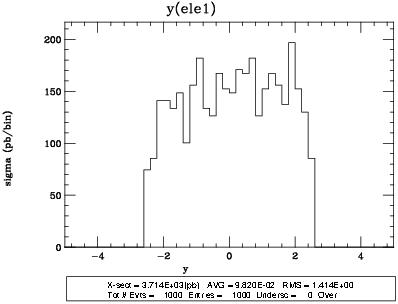 y(ele1)
200
150
100
50
0
sigma (pb/bin)
-4 -2 0 2 4
y
X-sect = 3.714E+03(pb) AVG = 9.820E-02 RMS = 1.414E+00
Tot # Evts = 1000 Entries = 1000 Undersc = 0 Over